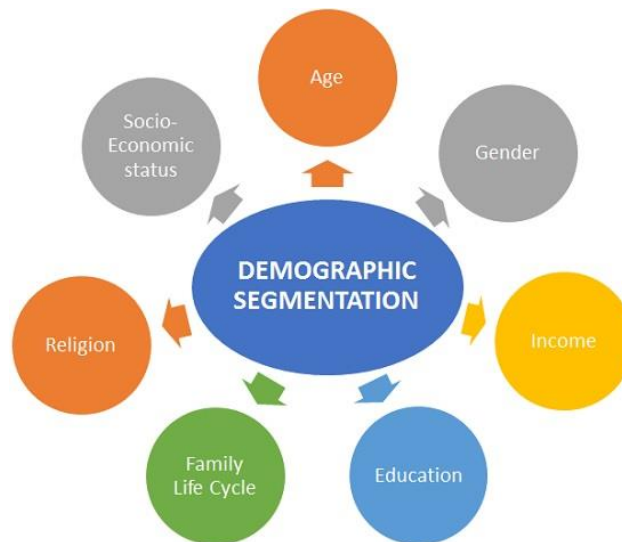 Age
Gender
Income
Education
Family
Life Cycle
Religion
Socio-
Economic
status
DEMOGRAPHIC
SEGMENTATION